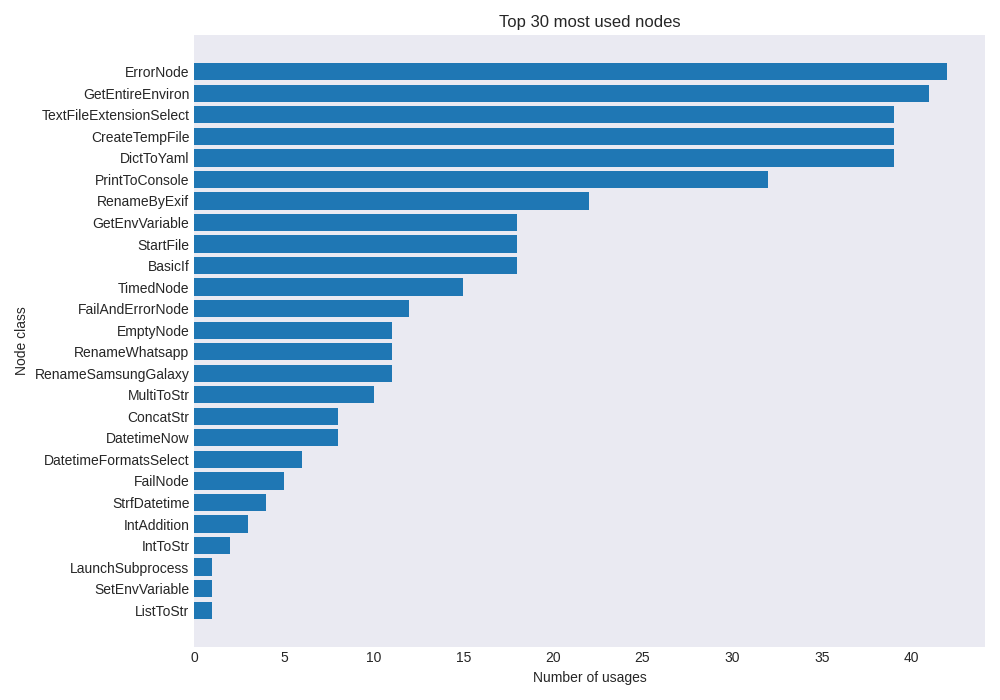 Top 30 most used nodes
Node class
ErrorNode
GetEntireEnviron
TextFileExtensionSelect
CreateTempFile
DictToYaml
PrintToConsole
RenameByExif
GetEnvVariable
StartFile
BasicIf
TimedNode
FailAndErrorNode
EmptyNode
RenameWhatsapp
RenameSamsungGalaxy
MultiToStr
ConcatStr
DatetimeNow
DatetimeFormatsSelect
FailNode
StrfDatetime
IntAddition
IntToStr
LaunchSubprocess
SetEnvVariable
ListToStr
0 5 10 15 20 25 30 35 40
Number of usages